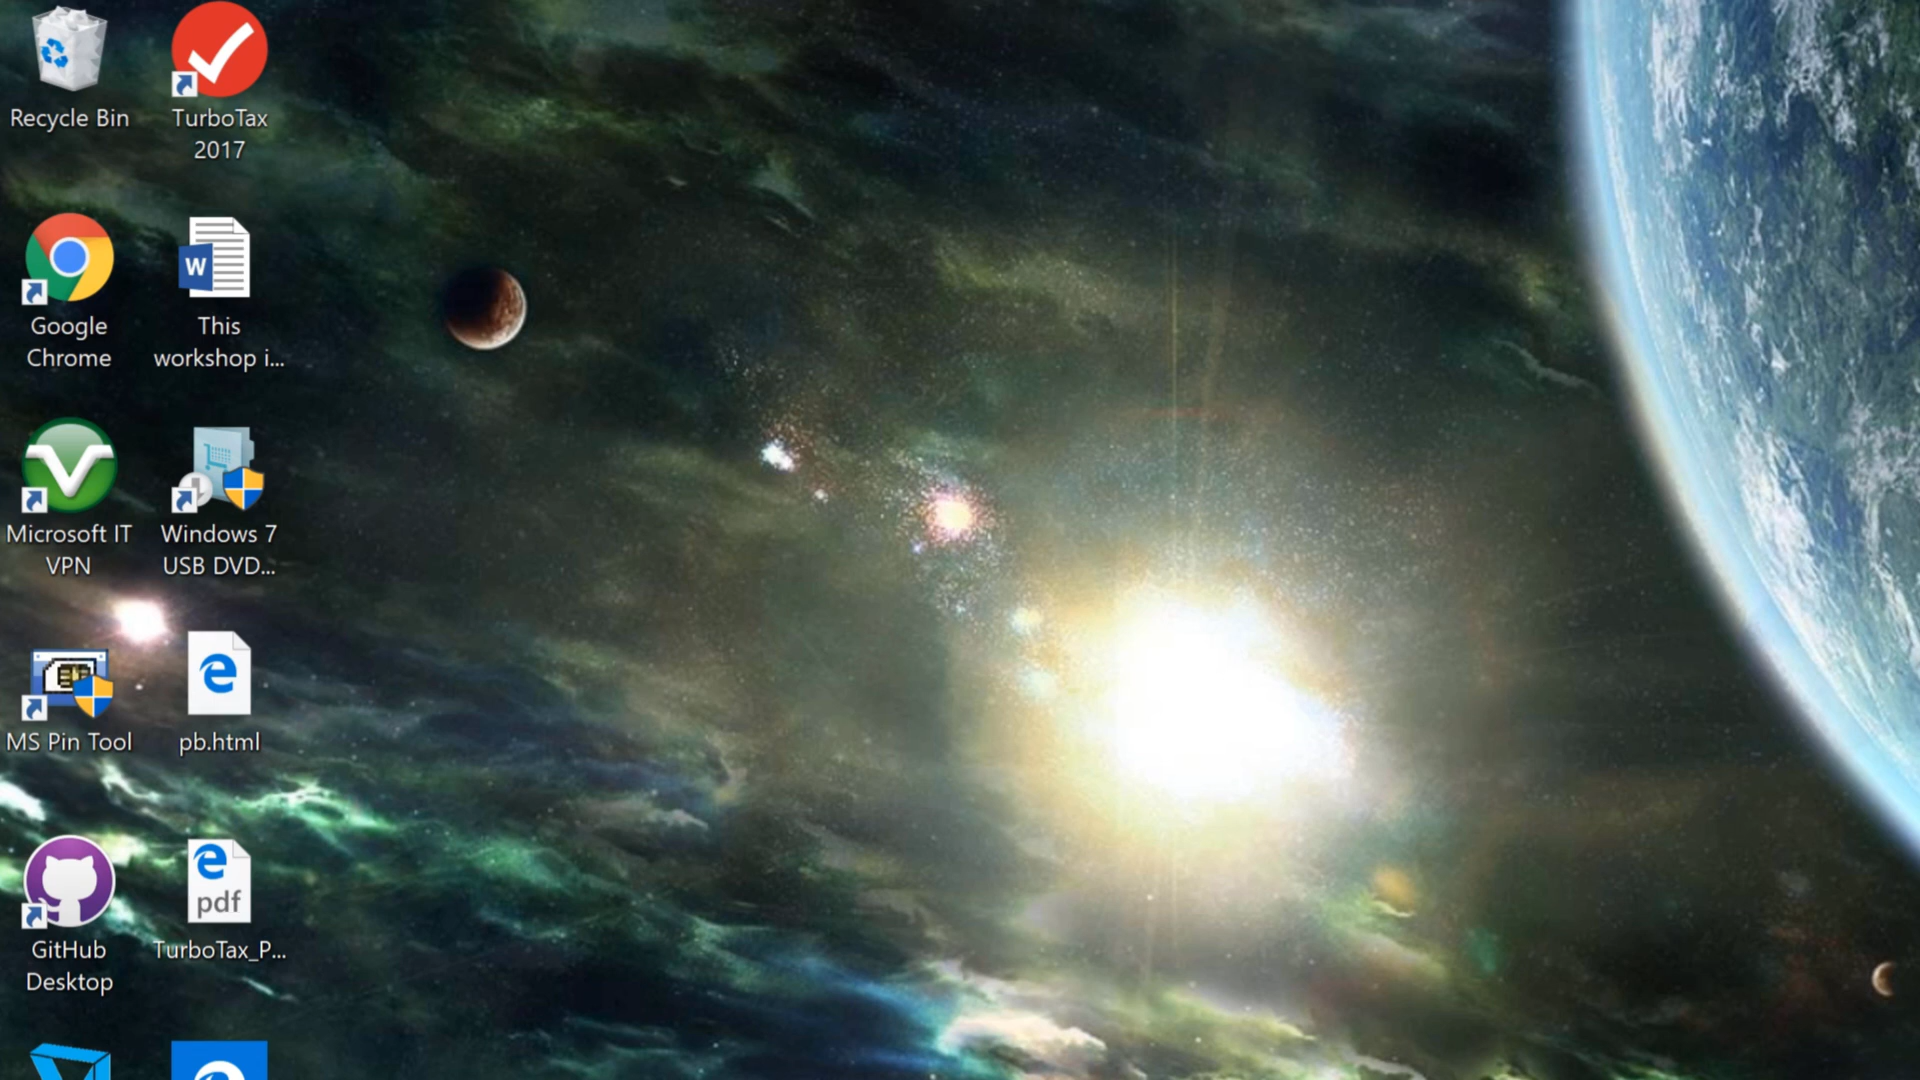 Recycle Bin
TurboTax
2017
Google
Chrome
W
This
workshop i...
Microsoft IT
VPN
Windows 7
USB DVD...
MS Pin Tool
pb.html
GitHub
Desktop
pdf
TurboTax_P...